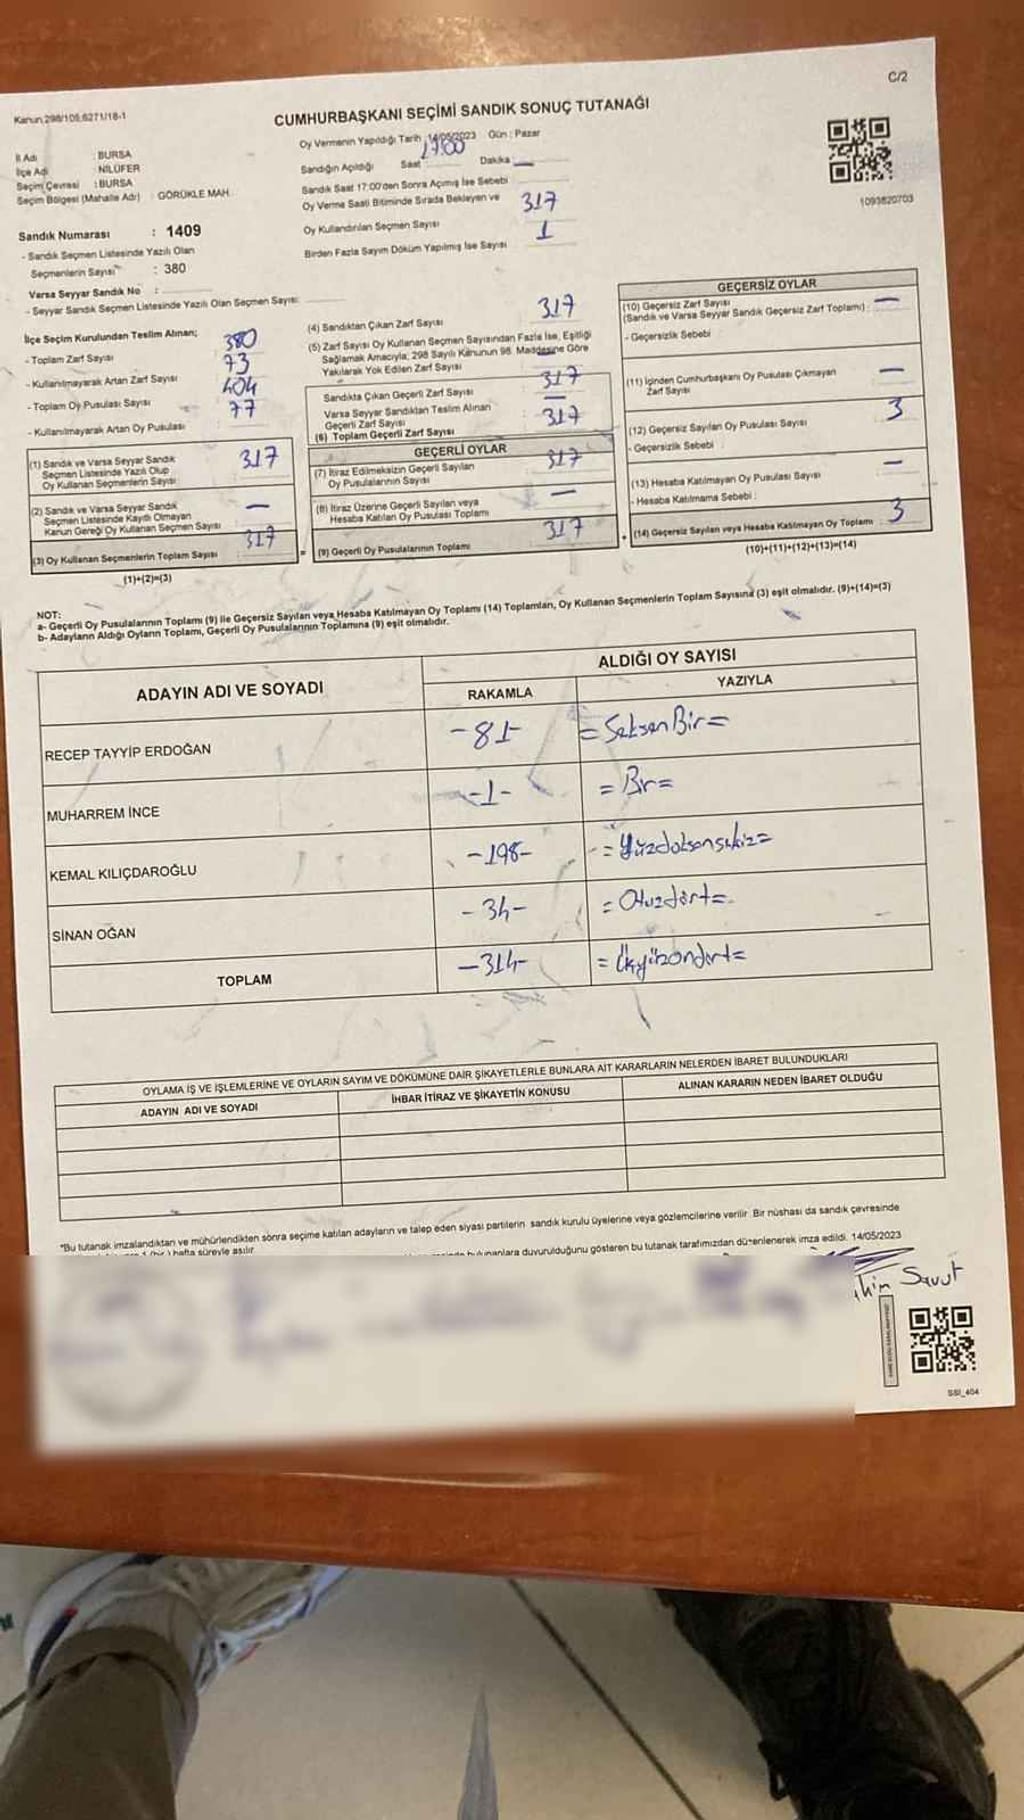 C/2
Kanun:298/105,6271/18-1
CUMHURBAŞKANI SEÇİMİ SANDIK SONUÇ TUTANAĞI
İl Adı : BURSA
İlçe Adı : NİLÜFER
Seçim Çevresi : BURSA
Seçim Bölgesi (Mahalle Adı) : GÖRÜKLE MAH.
Sandık Numarası : 1409
- Sandık Seçmen Listesinde Yazılı Olan
Seçmenlerin Sayısı : 380
Varsa Seyyar Sandık No :
- Seyyar Sandık Seçmen Listesinde Yazılı Olan Seçmen Sayısı:
Oy Vermenin Yapıldığı Tarih : 14/05/2023 Gün : Pazar
Sandığın Açıldığı Saat 17:00 Dakika —
Sandık Saat 17:00'den Sonra Açımış İse Sebebi
Oy Verme Saati Bitiminde Sırada Bekleyen ve
Oy Kullandırılan Seçmen Sayısı 317
Birden Fazla Sayım Döküm Yapılmış İse Sayısı 1
1093820703
İlçe Seçim Kurulundan Teslim Alınan;
- Toplam Zarf Sayısı 380
- Kullanılmayarak Artan Zarf Sayısı 73
- Toplam Oy Pusulası Sayısı 404
- Kullanılmayarak Artan Oy Pusulası 77
(1) Sandık ve Varsa Seyyar Sandık
Seçmen Listesinde Yazılı Olup
Oy Kullanan Seçmenlerin Sayısı 317
(2) Sandık ve Varsa Seyyar Sandık
Seçmen Listesinde Kayıtlı Olmayan
Kanun Gereği Oy Kullanan Seçmen Sayısı —
(3) Oy Kullanan Seçmenlerin Toplam Sayısı 317
(1)+(2)=(3)
(4) Sandıktan Çıkan Zarf Sayısı 317
(5) Zarf Sayısı Oy Kullanan Seçmen Sayısından Fazla İse, Eşitliği
Sağlamak Amacıyla; 298 Sayılı Kanunun 98. Maddesine Göre
Yakılarak Yok Edilen Zarf Sayısı —
Sandıkta Çıkan Geçerli Zarf Sayısı 317
Varsa Seyyar Sandıktan Teslim Alınan
Geçerli Zarf Sayısı —
(6) Toplam Geçerli Zarf Sayısı 317
GEÇERLİ OYLAR
(7) İtiraz Edilmeksizin Geçerli Sayılan
Oy Pusulalarının Sayısı 317
(8) İtiraz Üzerine Geçerli Sayılan veya
Hesaba Katılan Oy Pusulası Toplamı —
(9) Geçerli Oy Pusulalarının Toplamı 317
GEÇERSİZ OYLAR
(10) Geçersiz Zarf Sayısı
(Sandık ve Varsa Seyyar Sandık Geçersiz Zarf Toplamı) : —
- Geçersizlik Sebebi
(11) İçinden Cumhurbaşkanı Oy Pusulası Çıkmayan
Zarf Sayısı —
(12) Geçersiz Sayılan Oy Pusulası Sayısı 3
- Geçersizlik Sebebi :
(13) Hesaba Katılmayan Oy Pusulası Sayısı —
- Hesaba Katılmama Sebebi :
(14) Geçersiz Sayılan veya Hesaba Katılmayan Oy Toplamı 3
(10)+(11)+(12)+(13)=(14)
NOT:
a- Geçerli Oy Pusulalarının Toplamı (9) ile Geçersiz Sayılan veya Hesaba Katılmayan Oy Toplamı (14) Toplamları, Oy Kullanan Seçmenlerin Toplam Sayısına (3) eşit olmalıdır. (9)+(14)=(3)
b- Adayların Aldığı Oyların Toplamı, Geçerli Oy Pusulalarının Toplamına (9) eşit olmalıdır.
ADAYIN ADI VE SOYADI
ALDIĞI OY SAYISI
RAKAMLA YAZIYLA
RECEP TAYYİP ERDOĞAN -81- =SeksenBir=
MUHARREM İNCE -1- =Bir=
KEMAL KILIÇDAROĞLU -198- =Yüzdoksansekiz=
SİNAN OĞAN -34- =Otuzdört=
TOPLAM -314- =Üçyüzondört=
OYLAMA İŞ VE İŞLEMLERİNE VE OYLARIN SAYIM VE DÖKÜMÜNE DAİR ŞİKAYETLERLE BUNLARA AİT KARARLARIN NELERDEN İBARET BULUNDUKLARI
ADAYIN ADI VE SOYADI İHBAR İTİRAZ VE ŞİKAYETİN KONUSU ALINAN KARARIN NEDEN İBARET OLDUĞU
*Bu tutanak imzalandıktan ve mühürlendikten sonra seçime katılan adayların ve talep eden siyasi partilerin sandık kurulu üyelerine veya gözlemcilerine verilir. Bir nüshası da sandık çevresinde
1 (bir) hafta süreyle asılır.
bulunanlara duyurulduğunu gösteren bu tutanak tarafımızdan düzenlenerek imza edildi. 14/05/2023
SSI_404